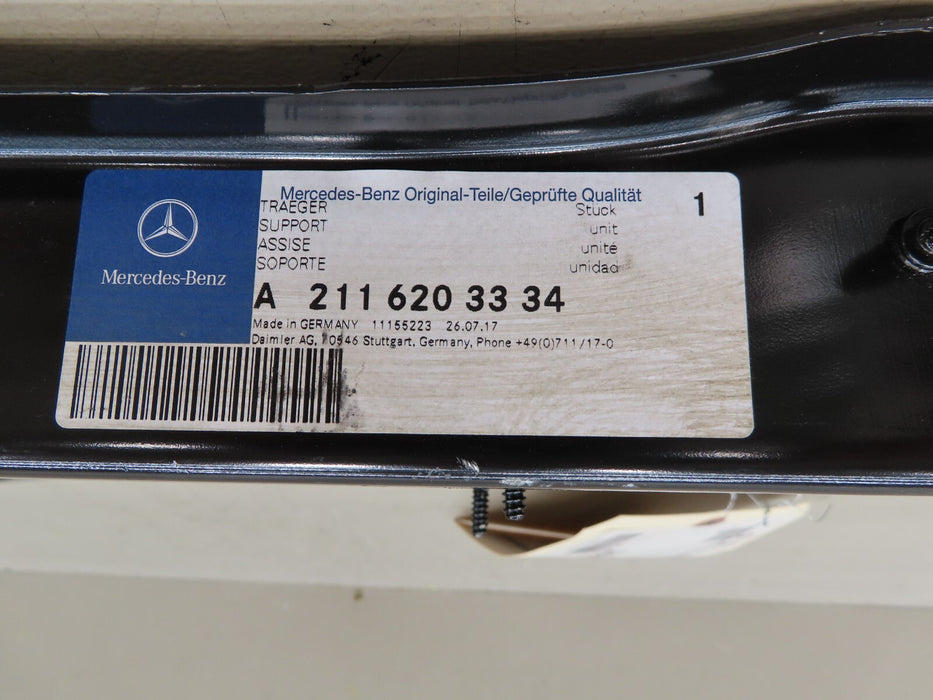 Mercedes-Benz
Mercedes-Benz Original-Teile/Geprüfte Qualität 1
TRAEGER Stück
SUPPORT unit
ASSISE unité
SOPORTE unidad
A 211 620 33 34
Made in GERMANY 11155223 26.07.17
Daimler AG, 70546 Stuttgart, Germany, Phone +49(0)711/17-0